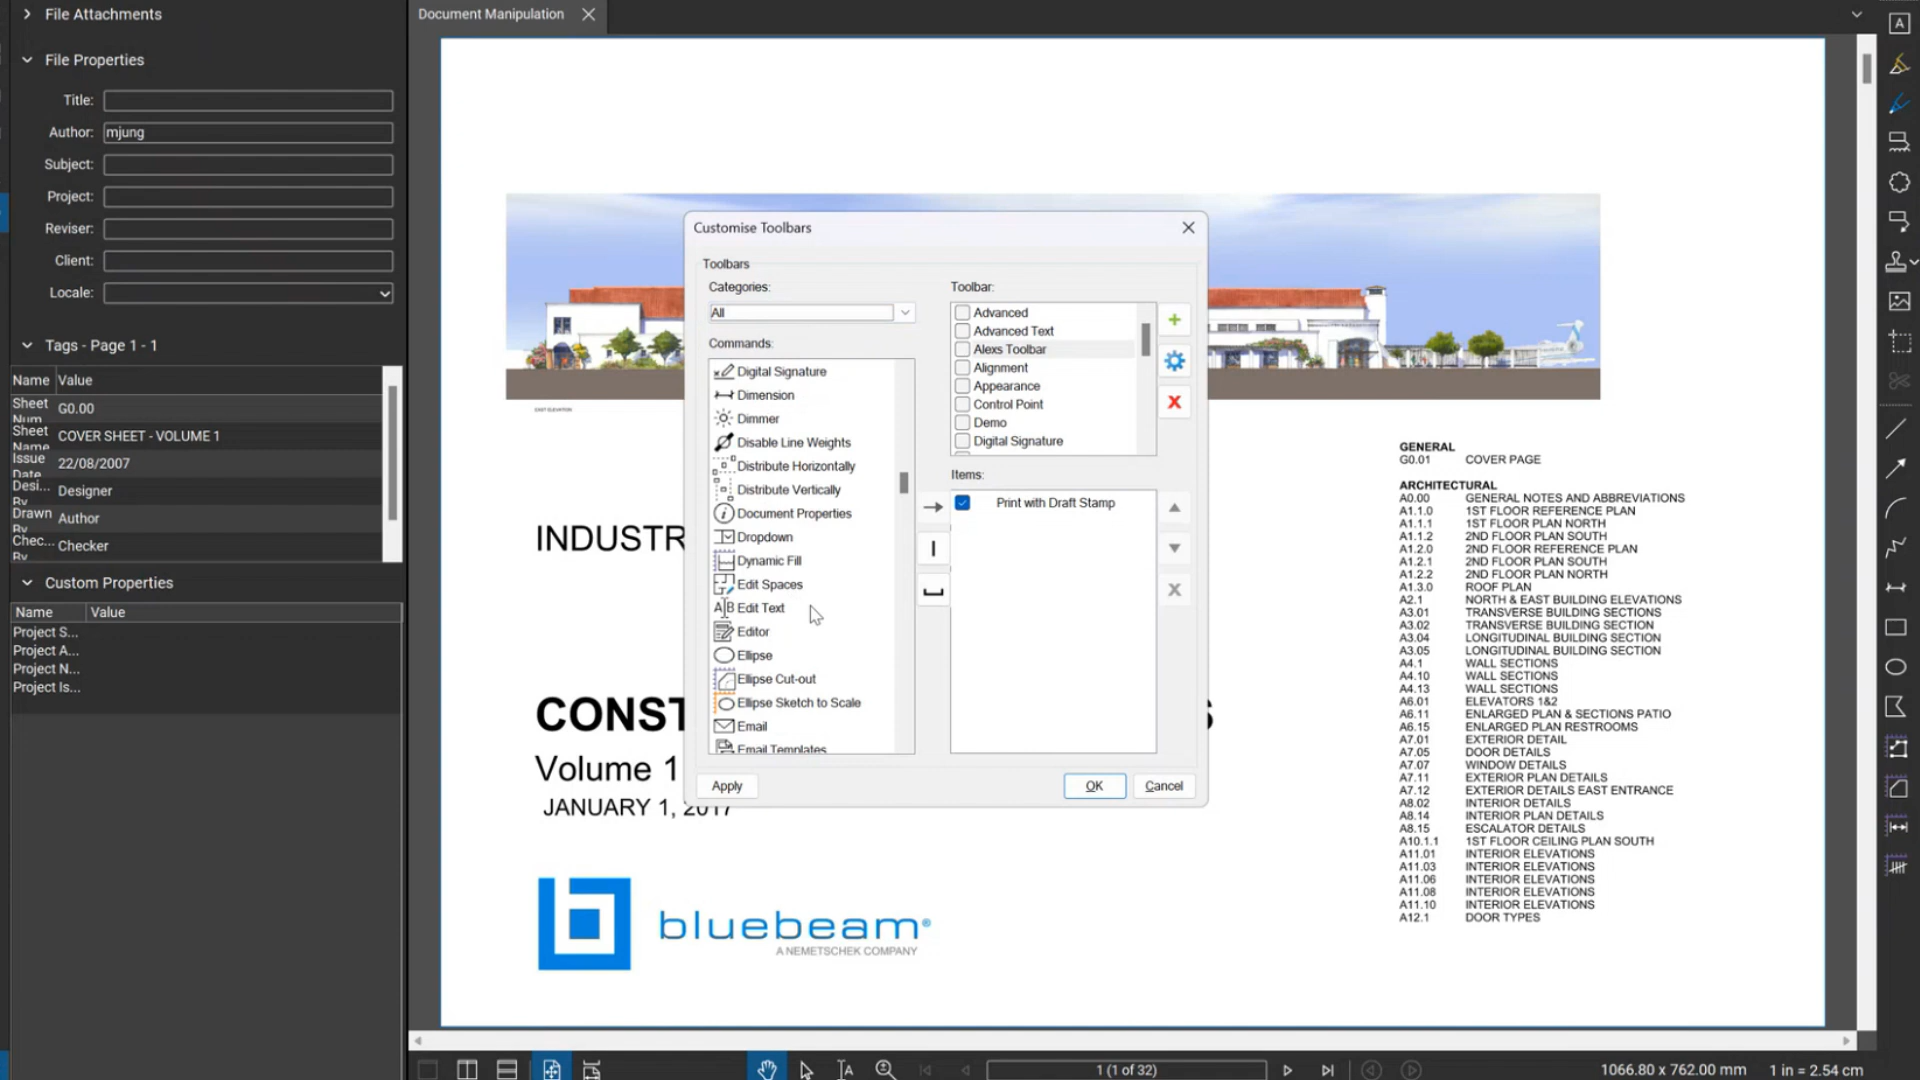 File Attachments
File Properties
Title:
Author: mjung
Subject:
Project:
Reviser:
Client:
Locale:
Tags - Page 1 - 1
Name Value
Sheet Num... G0.00
Sheet Name COVER SHEET - VOLUME 1
Issue Date 22/08/2007
Desi... By Designer
Drawn By Author
Chec... By Checker
Custom Properties
Name Value
Project S...
Project A...
Project N...
Project Is...
Document Manipulation
EAST ELEVATION
INDUSTR
CONST
S
Volume 1
JANUARY 1, 2017
bluebeam®
A NEMETSCHEK COMPANY
GENERAL
G0.01 COVER PAGE
ARCHITECTURAL
A0.00 GENERAL NOTES AND ABBREVIATIONS
A1.1.0 1ST FLOOR REFERENCE PLAN
A1.1.1 1ST FLOOR PLAN NORTH
A1.1.2 2ND FLOOR PLAN SOUTH
A1.2.0 2ND FLOOR REFERENCE PLAN
A1.2.1 2ND FLOOR PLAN SOUTH
A1.2.2 2ND FLOOR PLAN NORTH
A1.3.0 ROOF PLAN
A2.1 NORTH & EAST BUILDING ELEVATIONS
A3.01 TRANSVERSE BUILDING SECTIONS
A3.02 TRANSVERSE BUILDING SECTIONS
A3.04 LONGITUDINAL BUILDING SECTION
A3.05 LONGITUDINAL BUILDING SECTION
A4.1 WALL SECTIONS
A4.10 WALL SECTIONS
A4.13 WALL SECTIONS
A6.01 ELEVATORS 1&2
A6.11 ENLARGED PLAN & SECTIONS PATIO
A6.15 ENLARGED PLAN RESTROOMS
A7.01 EXTERIOR DETAIL
A7.05 DOOR DETAILS
A7.07 WINDOW DETAILS
A7.11 EXTERIOR PLAN DETAILS
A7.12 EXTERIOR DETAILS EAST ENTRANCE
A8.02 INTERIOR DETAILS
A8.14 INTERIOR PLAN DETAILS
A8.15 ESCALATOR DETAILS
A10.1.1 1ST FLOOR CEILING PLAN SOUTH
A11.01 INTERIOR ELEVATIONS
A11.03 INTERIOR ELEVATIONS
A11.06 INTERIOR ELEVATIONS
A11.08 INTERIOR ELEVATIONS
A11.10 INTERIOR ELEVATIONS
A12.1 DOOR TYPES
Customise Toolbars
Toolbars
Categories:
All
Commands:
Digital Signature
Dimension
Dimmer
Disable Line Weights
Distribute Horizontally
Distribute Vertically
Document Properties
Dropdown
Dynamic Fill
Edit Spaces
Edit Text
Editor
Ellipse
Ellipse Cut-out
Ellipse Sketch to Scale
Email
Email Templates
Toolbar:
Advanced
Advanced Text
Alexs Toolbar
Alignment
Appearance
Control Point
Demo
Digital Signature
Items:
Print with Draft Stamp
Apply
OK
Cancel
1 (1 of 32)
1066.80 x 762.00 mm
1 in = 2.54 cm